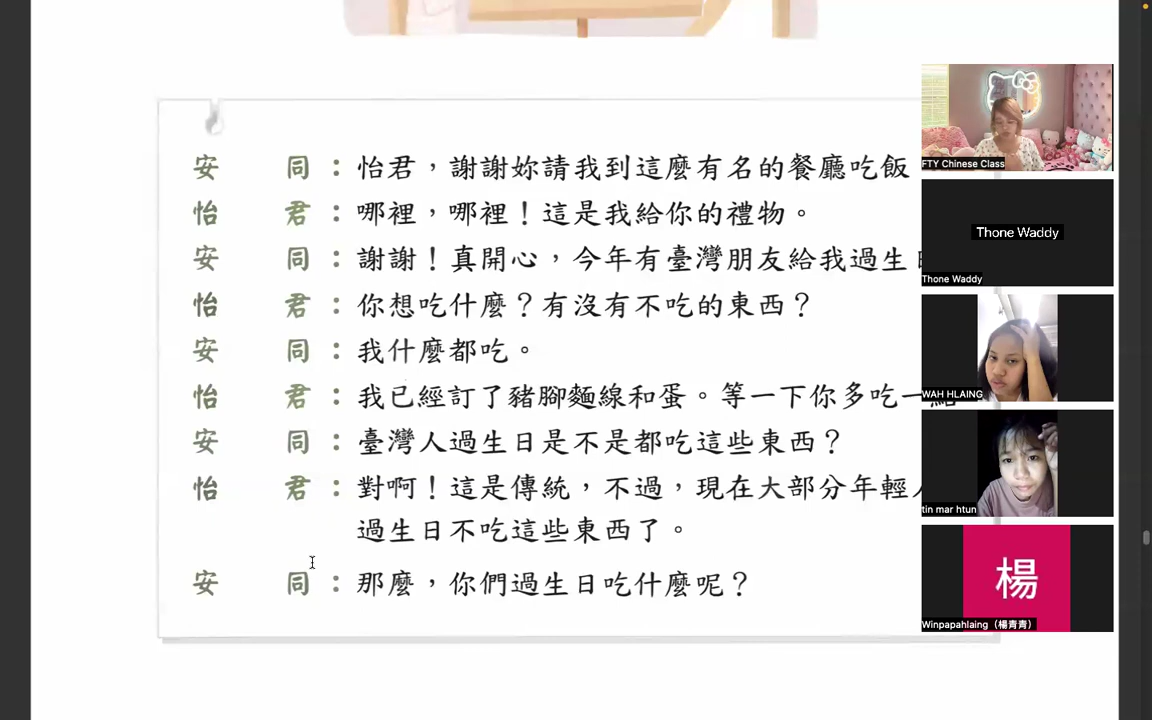 安 同：怡君，謝謝妳請我到這麼有名的餐廳吃飯
怡 君：哪裡，哪裡！這是我給你的禮物。
安 同：謝謝！真開心，今年有臺灣朋友給我過生日
怡 君：你想吃什麼？有沒有不吃的東西？
安 同：我什麼都吃。
怡 君：我已經訂了豬腳麵線和蛋。等一下你多吃一點
安 同：臺灣人過生日是不是都吃這些東西？
怡 君：對啊！這是傳統，不過，現在大部分年輕人
過生日不吃這些東西了。
安 同：那麼，你們過生日吃什麼呢？
FTY Chinese Class
Thone Waddy
Thone Waddy
WAH HLAING
tin mar htun
楊
Winpapahlaing（楊青青）